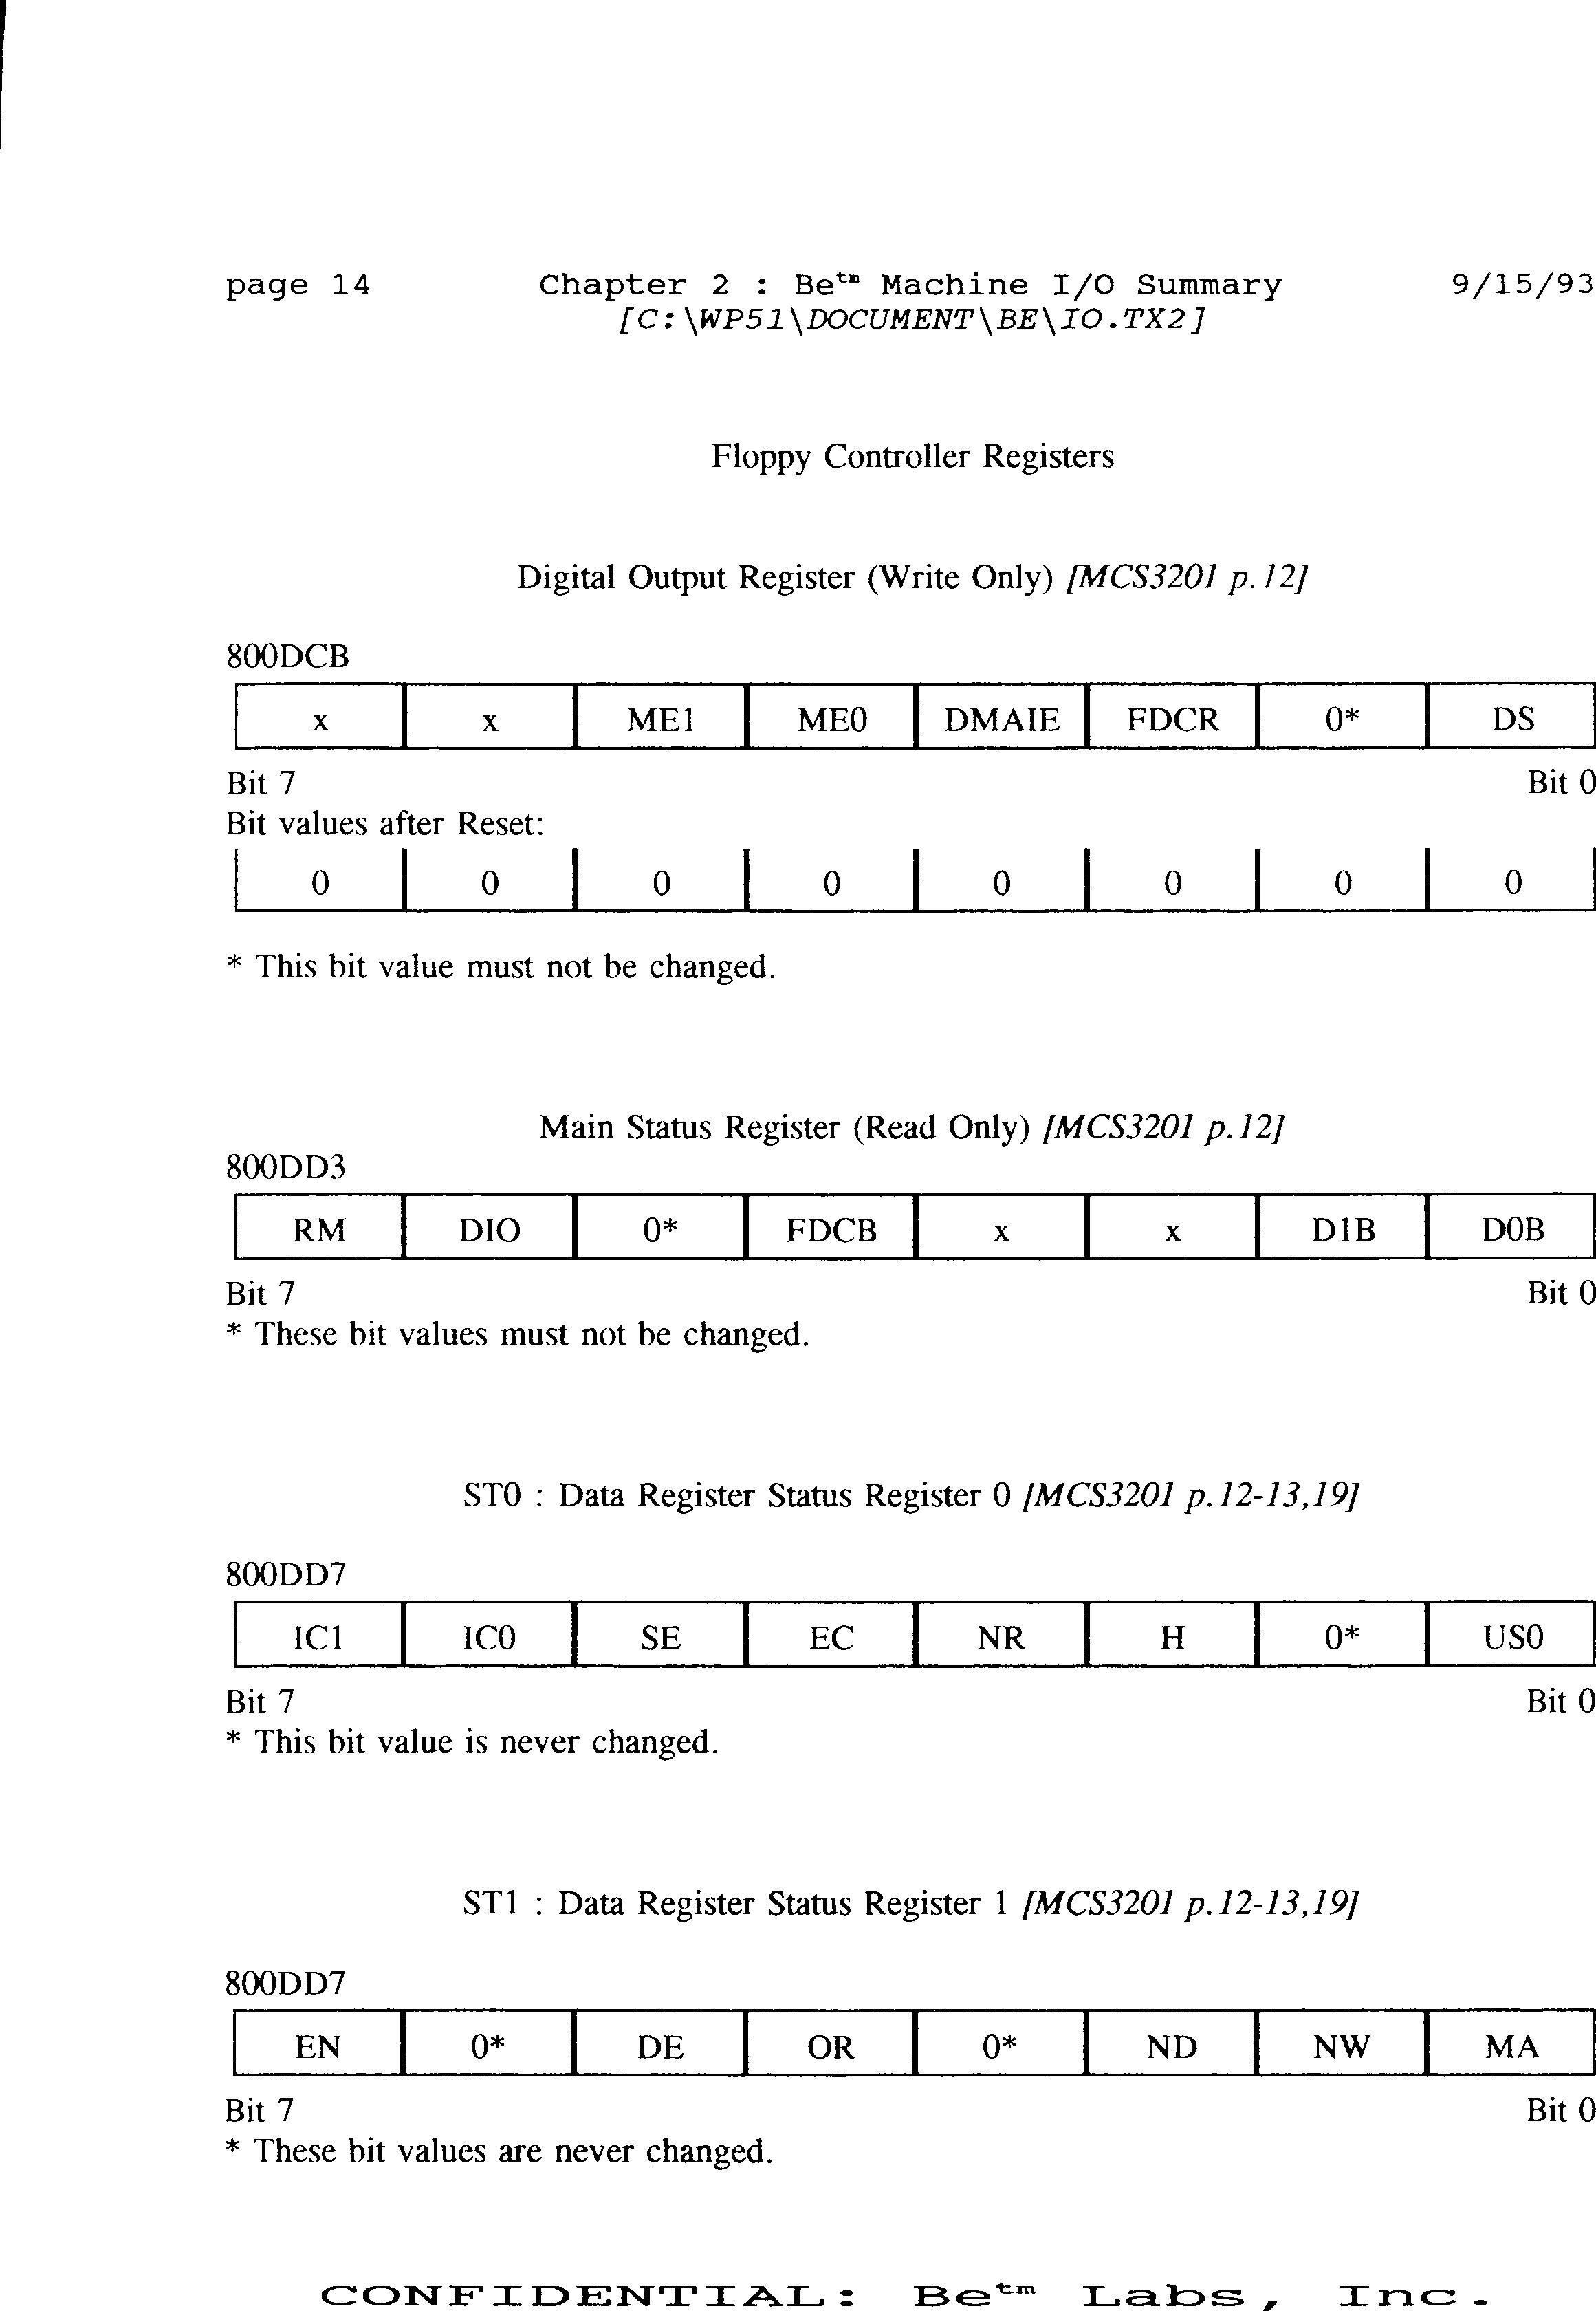 page 14 Chapter 2 : Be™ Machine I/O Summary 9/15/93
[C:\WP51\DOCUMENT\BE\IO.TX2]
Floppy Controller Registers
Digital Output Register (Write Only) [MCS3201 p.12]
800DCB
x x ME1 ME0 DMAIE FDCR 0* DS
Bit 7 Bit 0
Bit values after Reset:
0 0 0 0 0 0 0 0
* This bit value must not be changed.
Main Status Register (Read Only) [MCS3201 p.12]
800DD3
RM DIO 0* FDCB x x D1B D0B
Bit 7 Bit 0
* These bit values must not be changed.
ST0 : Data Register Status Register 0 [MCS3201 p.12-13,19]
800DD7
IC1 IC0 SE EC NR H 0* US0
Bit 7 Bit 0
* This bit value is never changed.
ST1 : Data Register Status Register 1 [MCS3201 p.12-13,19]
800DD7
EN 0* DE OR 0* ND NW MA
Bit 7 Bit 0
* These bit values are never changed.
CONFIDENTIAL: Be™ Labs, Inc.